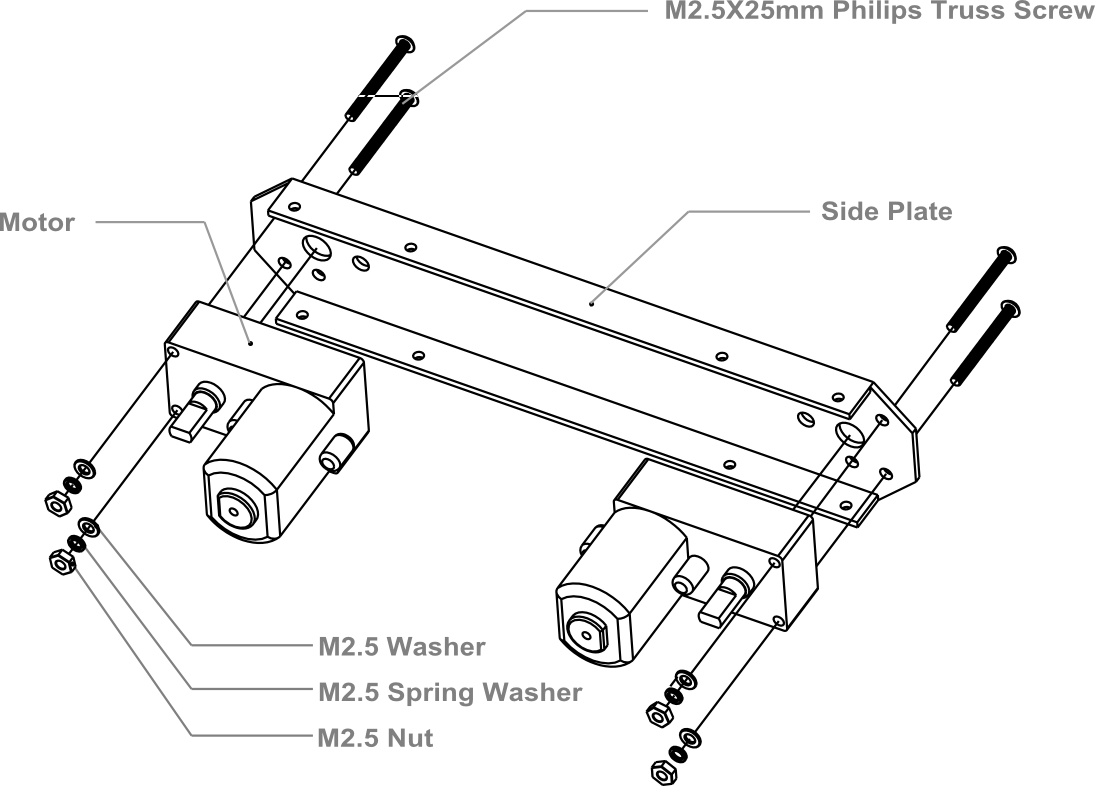 M2.5X25mm Philips Truss Screw
Side Plate
Motor
M2.5 Washer
M2.5 Spring Washer
M2.5 Nut